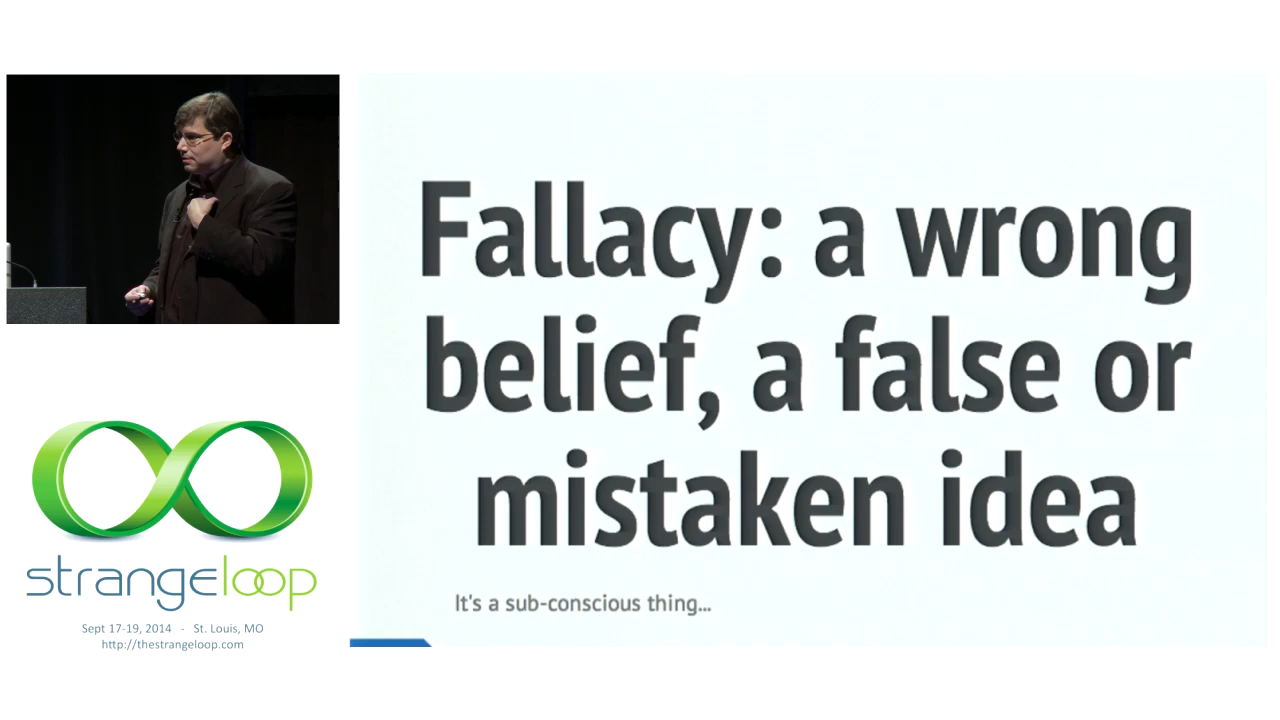 Fallacy: a wrong
belief, a false or
mistaken idea
It's a sub-conscious thing...
strangeloop
Sept 17-19, 2014 - St. Louis, MO
http://thestrangeloop.com